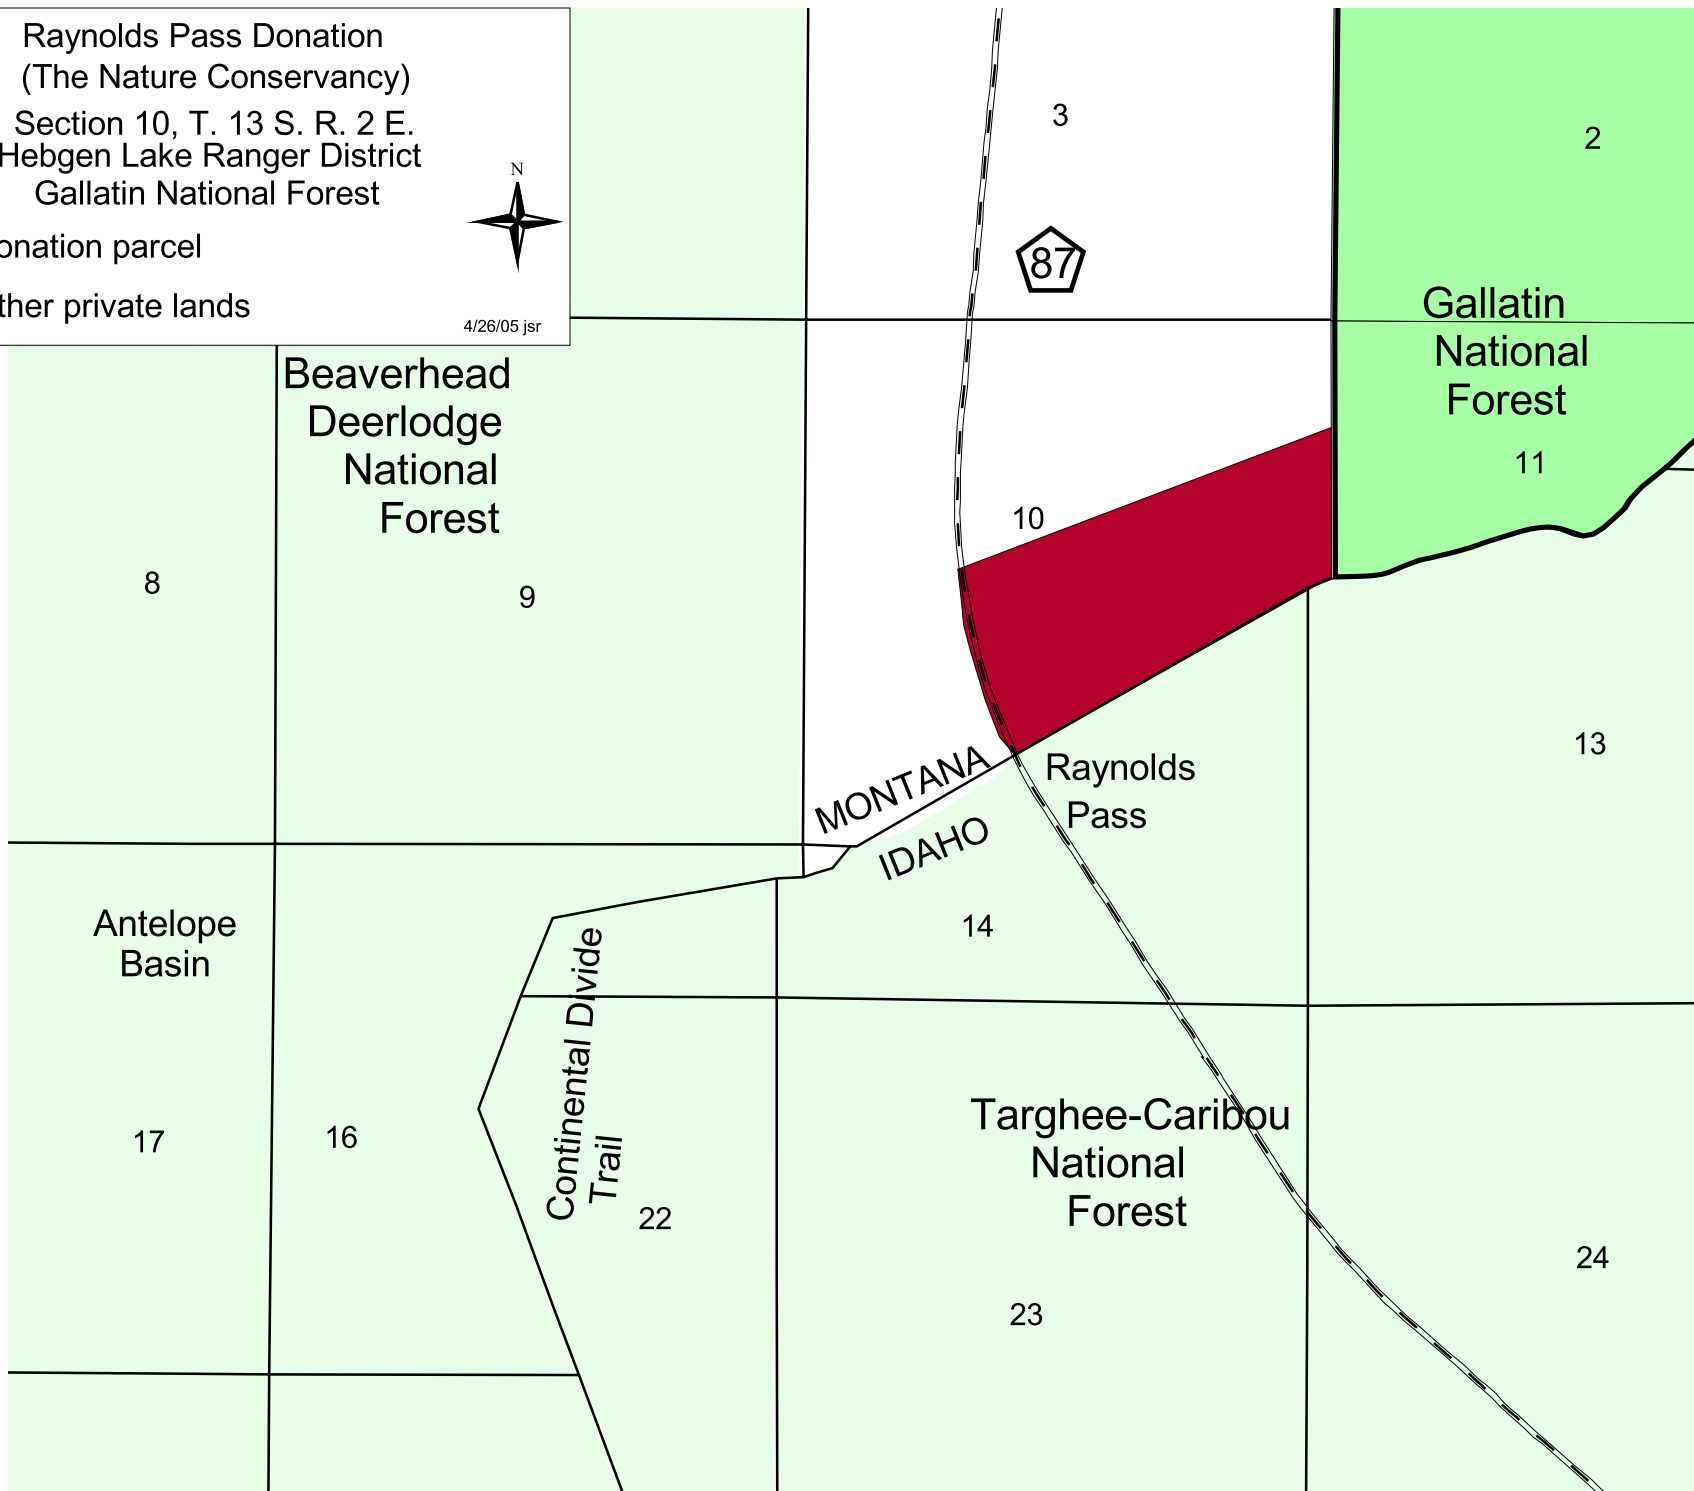 Raynolds Pass Donation
(The Nature Conservancy)
Section 10, T. 13 S. R. 2 E.
Hebgen Lake Ranger District
Gallatin National Forest
onation parcel
ther private lands
N
4/26/05 jsr
3
2
87
Gallatin
National
Forest
11
Beaverhead
Deerlodge
National
Forest
10
8
9
13
MONTANA
IDAHO
Raynolds
Pass
14
Antelope
Basin
Continental Divide
Trail
17
16
22
Targhee-Caribou
National
Forest
23
24